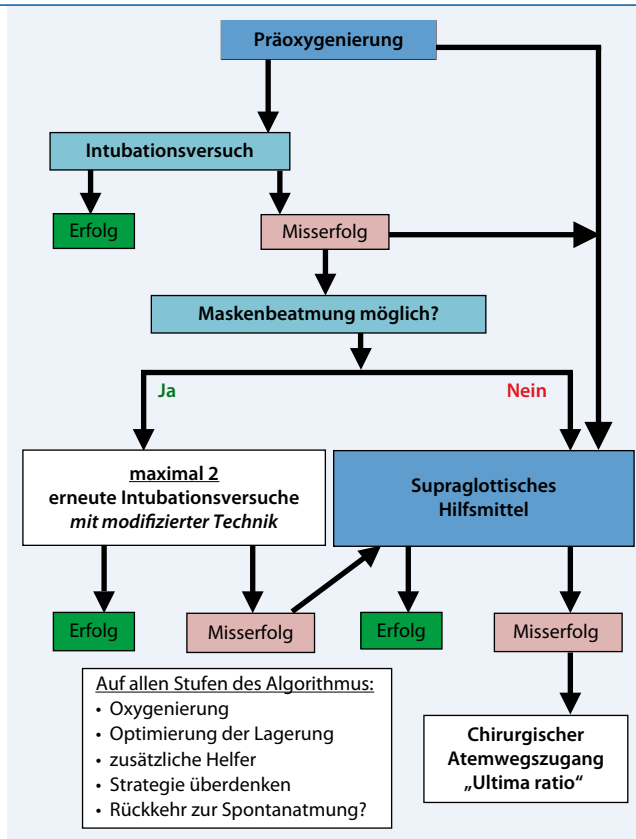 Präoxygenierung
Intubationsversuch
Erfolg
Misserfolg
Maskenbeatmung möglich?
Ja
Nein
maximal 2
erneute Intubationsversuche
mit modifizierter Technik
Supraglottisches
Hilfsmittel
Erfolg
Misserfolg
Erfolg
Misserfolg
Auf allen Stufen des Algorithmus:
• Oxygenierung
• Optimierung der Lagerung
• zusätzliche Helfer
• Strategie überdenken
• Rückkehr zur Spontanatmung?
Chirurgischer
Atemwegszugang
„Ultima ratio“